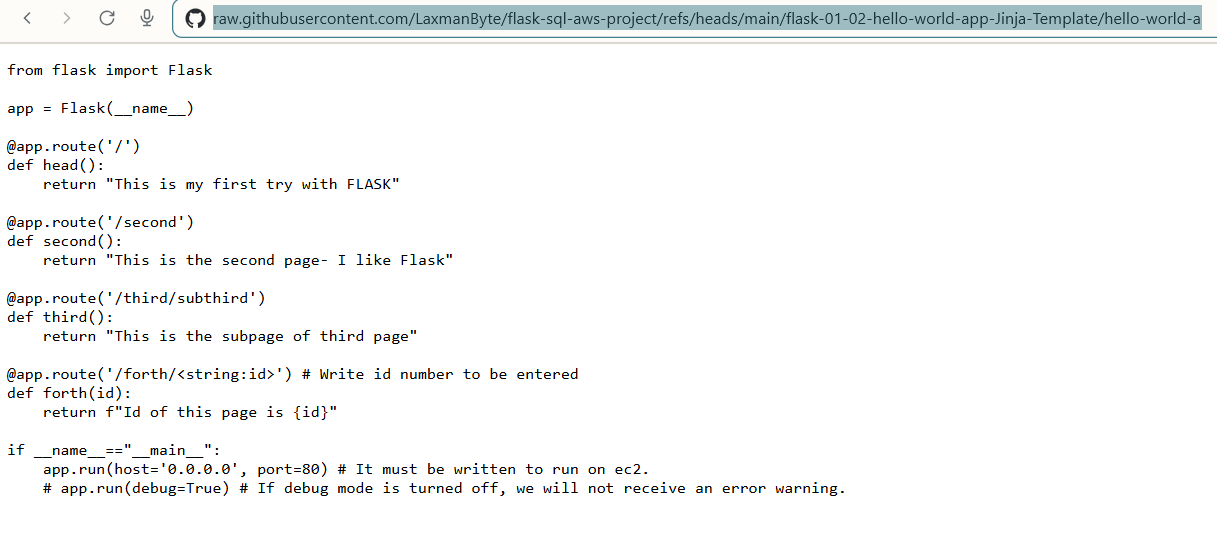 raw.githubusercontent.com/LaxmanByte/flask-sql-aws-project/refs/heads/main/flask-01-02-hello-world-app-Jinja-Template/hello-world-a
from flask import Flask
app = Flask(__name__)
@app.route('/')
def head():
    return "This is my first try with FLASK"
@app.route('/second')
def second():
    return "This is the second page- I like Flask"
@app.route('/third/subthird')
def third():
    return "This is the subpage of third page"
@app.route('/forth/<string:id>') # Write id number to be entered
def forth(id):
    return f"Id of this page is {id}"
if __name__=="__main__":
    app.run(host='0.0.0.0', port=80) # It must be written to run on ec2.
    # app.run(debug=True) # If debug mode is turned off, we will not receive an error warning.